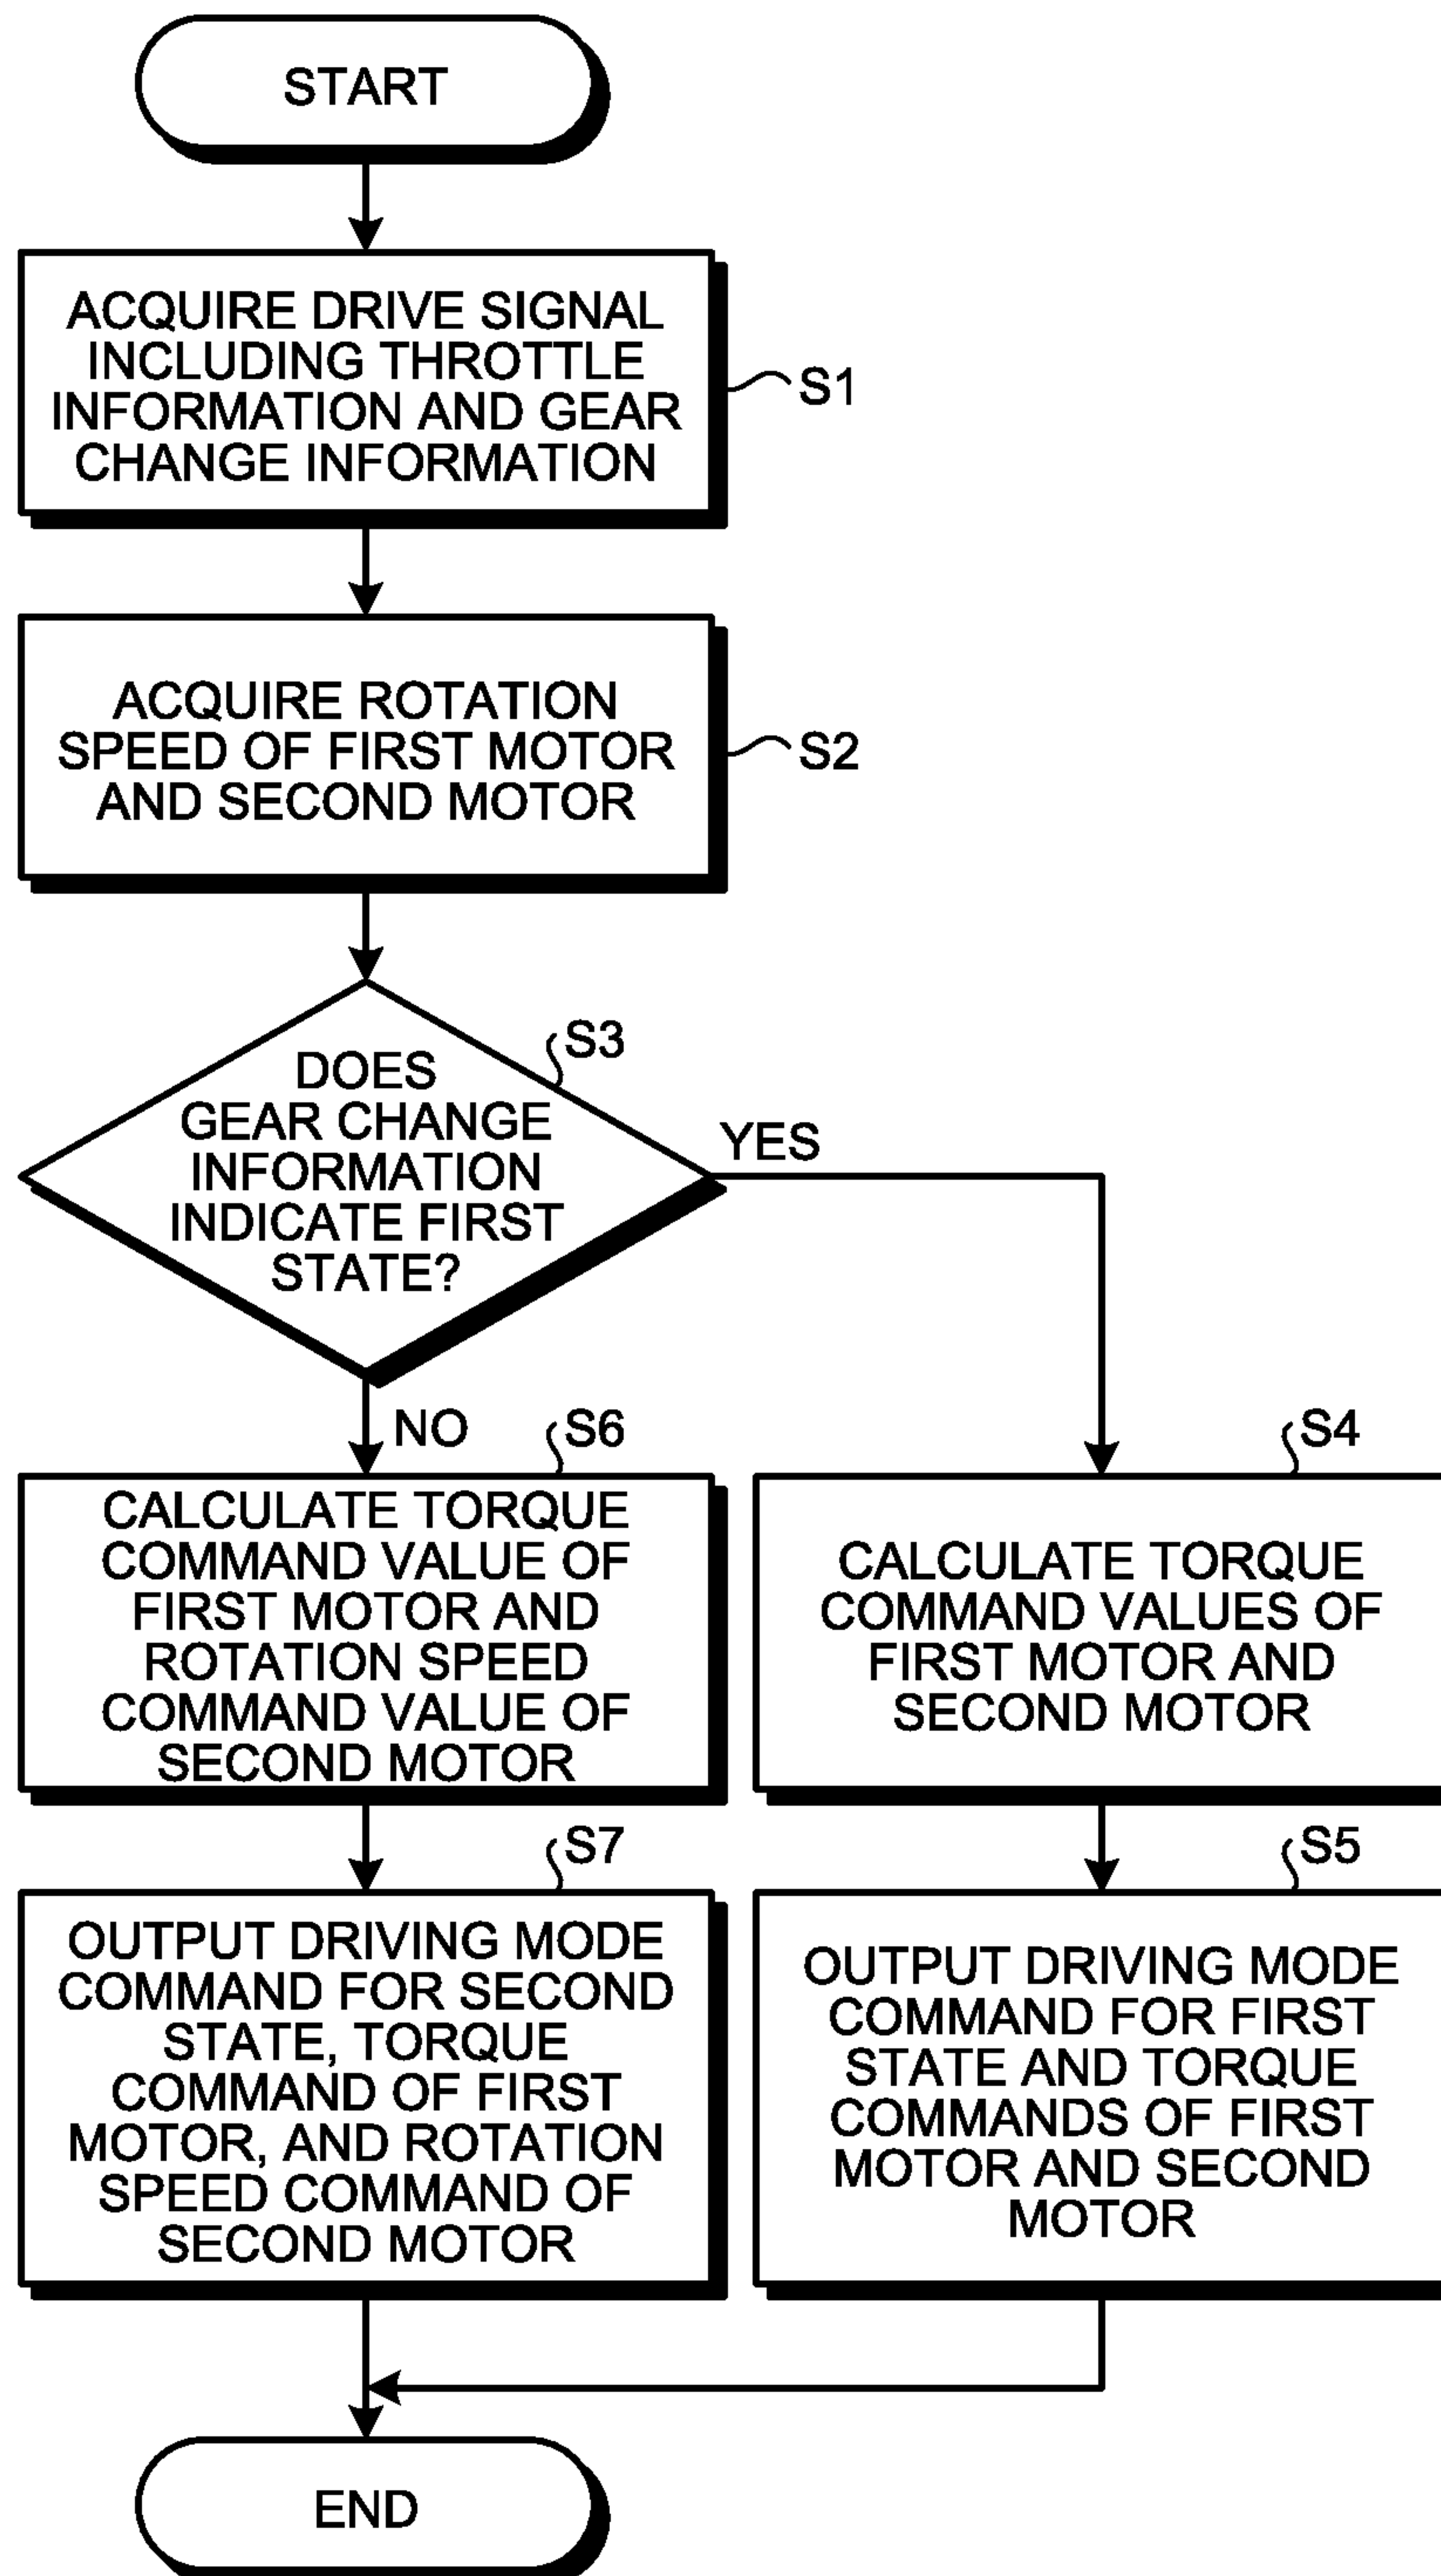 START
ACQUIRE DRIVE SIGNAL
INCLUDING THROTTLE
INFORMATION AND GEAR
CHANGE INFORMATION
S1
ACQUIRE ROTATION
SPEED OF FIRST MOTOR
AND SECOND MOTOR
S2
S3
DOES
GEAR CHANGE
INFORMATION
INDICATE FIRST
STATE?
YES
NO
S6
CALCULATE TORQUE
COMMAND VALUE OF
FIRST MOTOR AND
ROTATION SPEED
COMMAND VALUE OF
SECOND MOTOR
S4
CALCULATE TORQUE
COMMAND VALUES OF
FIRST MOTOR AND
SECOND MOTOR
S7
OUTPUT DRIVING MODE
COMMAND FOR SECOND
STATE, TORQUE
COMMAND OF FIRST
MOTOR, AND ROTATION
SPEED COMMAND OF
SECOND MOTOR
S5
OUTPUT DRIVING MODE
COMMAND FOR FIRST
STATE AND TORQUE
COMMANDS OF FIRST
MOTOR AND SECOND
MOTOR
END